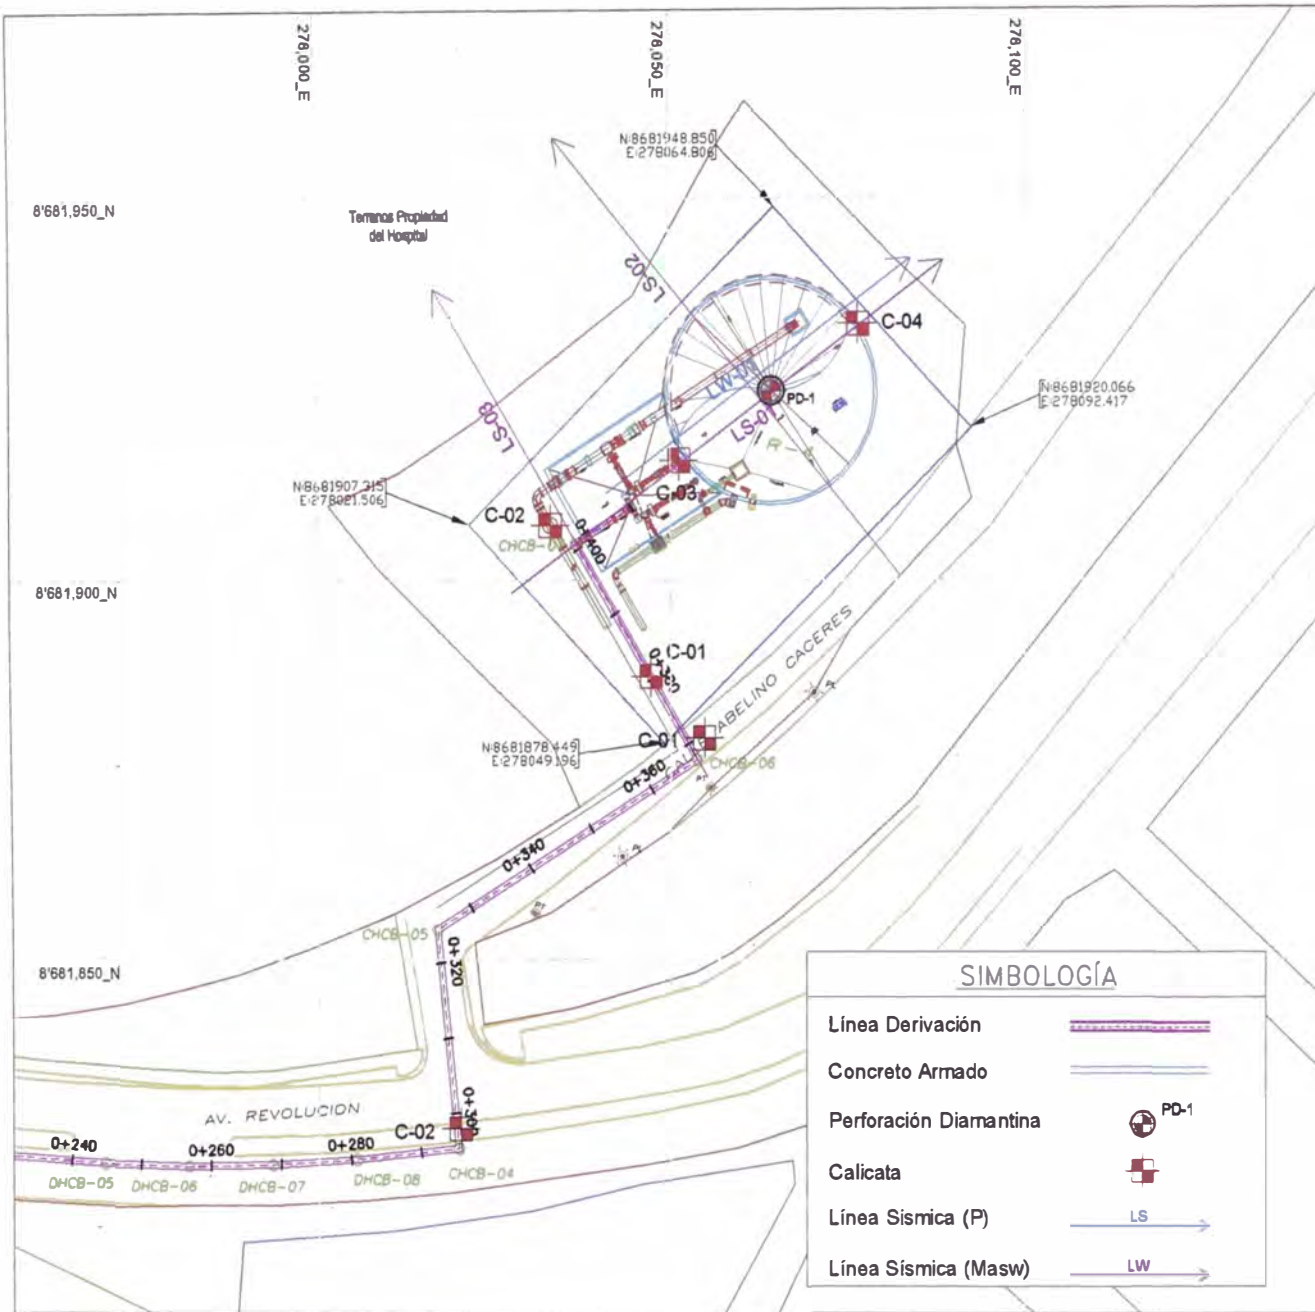 278,000_E
278,050_E
278,100_E
N:8681948.850
E:278064.806
8'681,950_N
Terrenos Propiedad
del Hospital
LS-02
C-04
LW-01
PD-1
N:8681920.066
E:278092.417
LS-03
LS-01
N:8681907.315
E:278021.506
C-03
C-02
0+400
8'681,900_N
C-01
ABELINO CACERES
C-01
N:8681878.449
E:278049.196
CHCB-06
PT
0+360
0+340
PT
CHCB-05
0+320
8'681,850_N
AV. REVOLUCION
0+300
C-02
0+240
0+260
0+280
CHCB-04
DHCB-05
DHCB-06
DHCB-07
DHCB-08
SIMBOLOGÍA
Línea Derivación
Concreto Armado
Perforación Diamantina
PD-1
Calicata
Línea Sísmica (P)
LS
Línea Sísmica (Masw)
LW